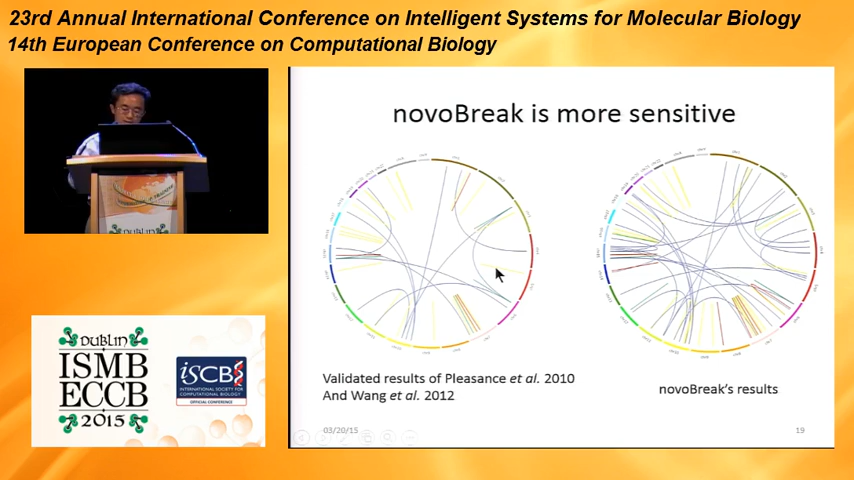 23rd Annual International Conference on Intelligent Systems for Molecular Biology
14th European Conference on Computational Biology
novoBreak is more sensitive
Validated results of Pleasance et al. 2010
And Wang et al. 2012
novoBreak's results
03/20/15
19
DUBLIN
DUBLIN
ISMB
ECCB
2015
iSCB
INTERNATIONAL SOCIETY FOR
COMPUTATIONAL BIOLOGY
OFFICIAL CONFERENCE